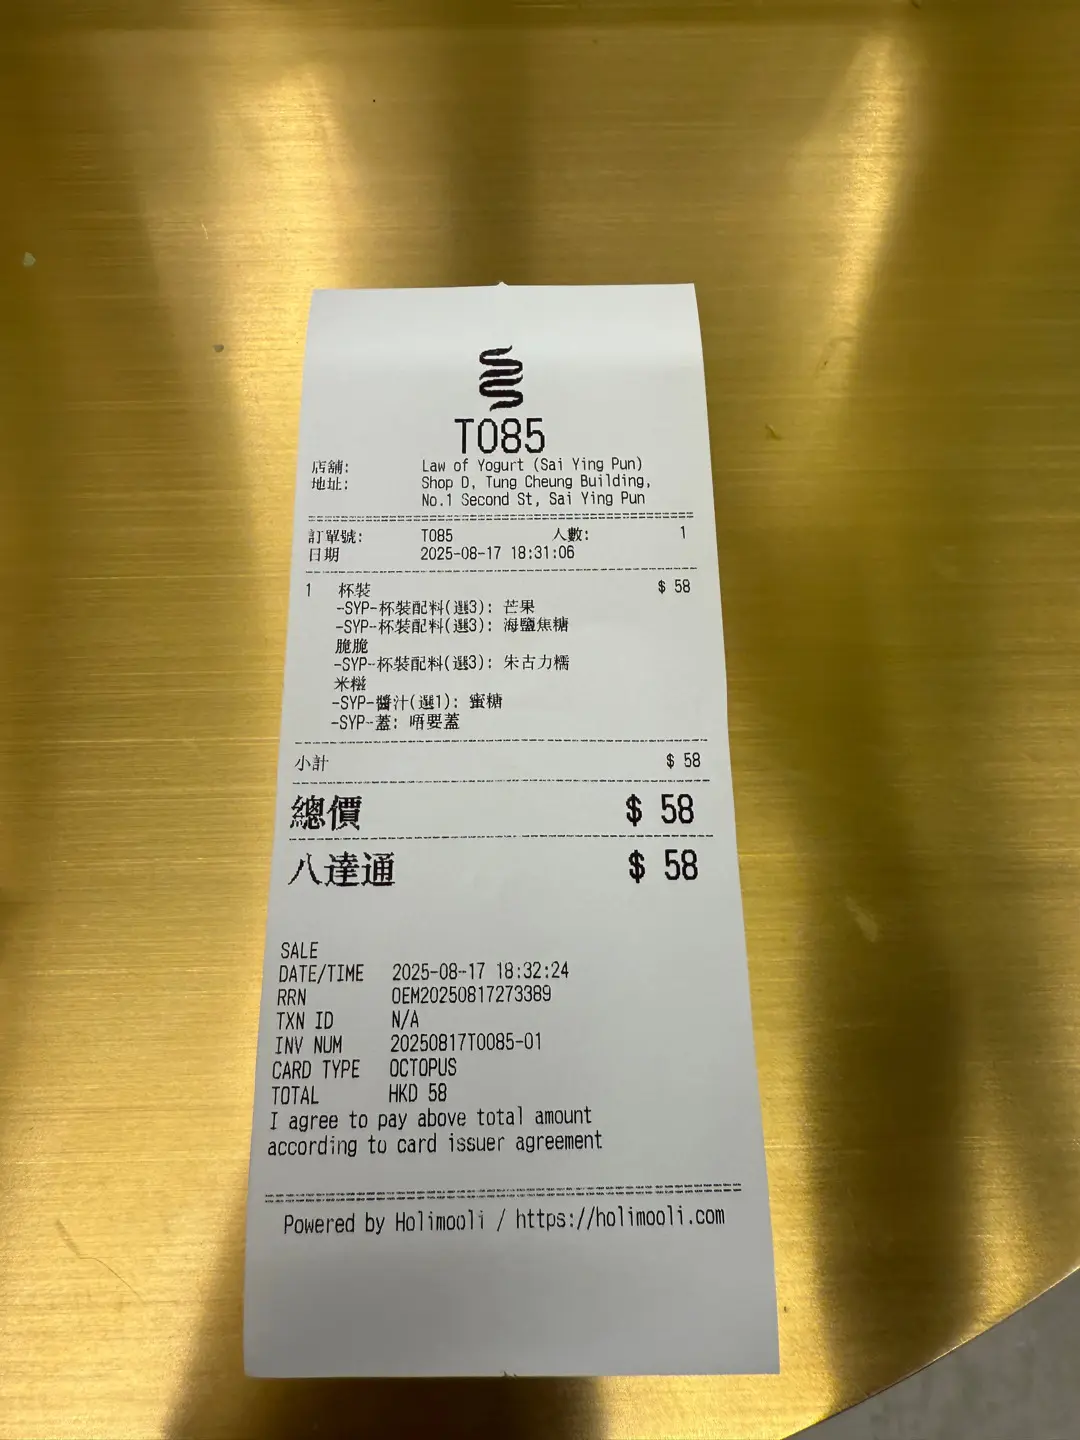 T085
店舖: Law of Yogurt (Sai Ying Pun)
地址: Shop D, Tung Cheung Building,
No.1 Second St, Sai Ying Pun
訂單號: T085 人數: 1
日期 2025-08-17 18:31:06
1 杯裝 $ 58
-SYP-杯裝配料(選3): 芒果
-SYP-杯裝配料(選3): 海鹽焦糖
脆脆
-SYP-杯裝配料(選3): 朱古力糯
米糍
-SYP-醬汁(選1): 蜜糖
-SYP-蓋: 唔要蓋
小計 $ 58
總價 $ 58
八達通 $ 58
SALE
DATE/TIME 2025-08-17 18:32:24
RRN OEM20250817273389
TXN ID N/A
INV NUM 20250817T0085-01
CARD TYPE OCTOPUS
TOTAL HKD 58
I agree to pay above total amount
according to card issuer agreement
Powered by Holimooli / https://holimooli.com